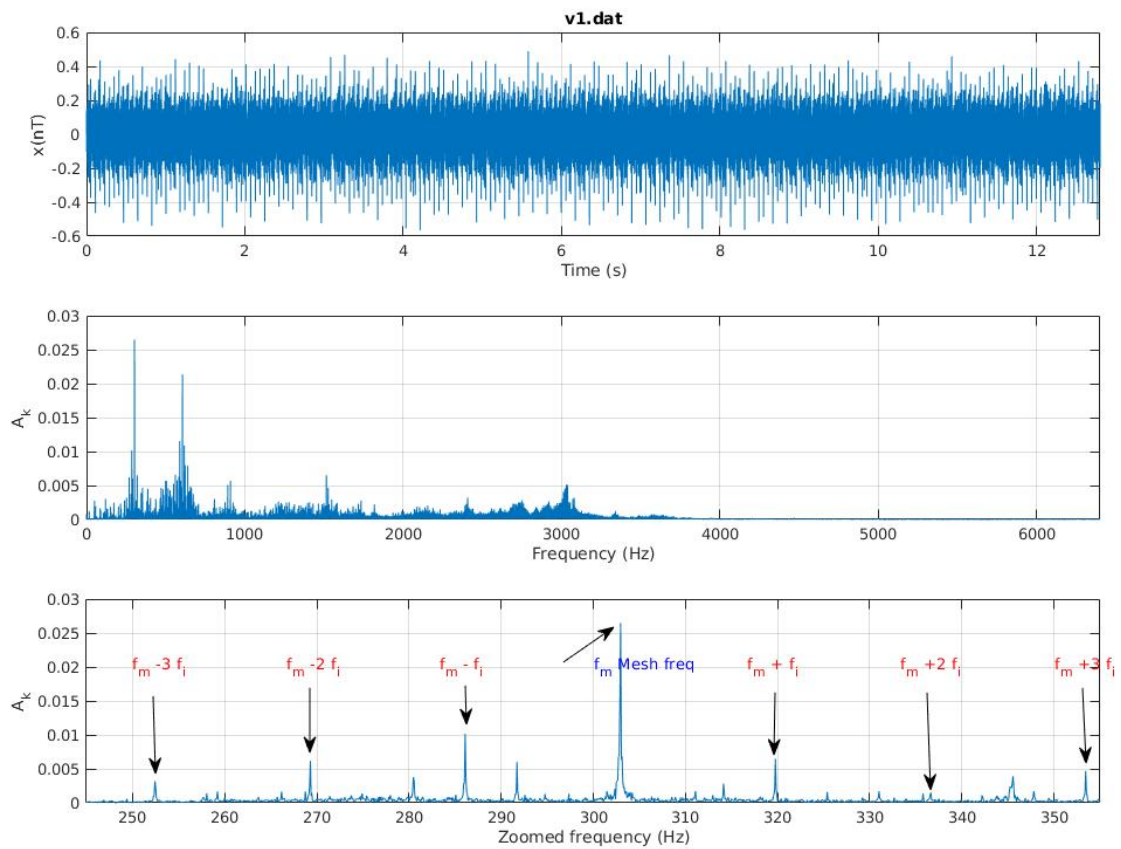 v1.dat
0.6
0.4
0.2
0
-0.2
-0.4
-0.6
x(nT)
0 2 4 6 8 10 12
Time (s)
0.03
0.025
0.02
0.015
0.01
0.005
0
A_k
0 1000 2000 3000 4000 5000 6000
Frequency (Hz)
0.03
0.025
0.02
0.015
0.01
0.005
0
A_k
f_m -3 f_i f_m -2 f_i f_m - f_i f_m Mesh freq f_m + f_i f_m +2 f_i f_m +3 f_i
250 260 270 280 290 300 310 320 330 340 350
Zoomed frequency (Hz)